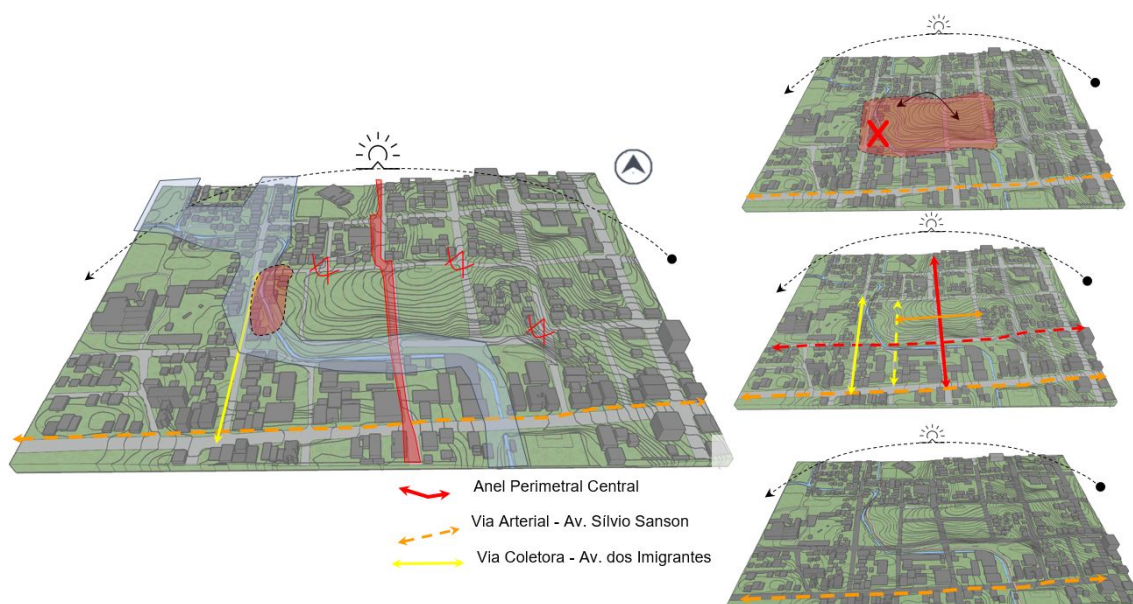 Anel Perimetral Central
Via Arterial - Av. Sílvio Sanson
Via Coletora - Av. dos Imigrantes